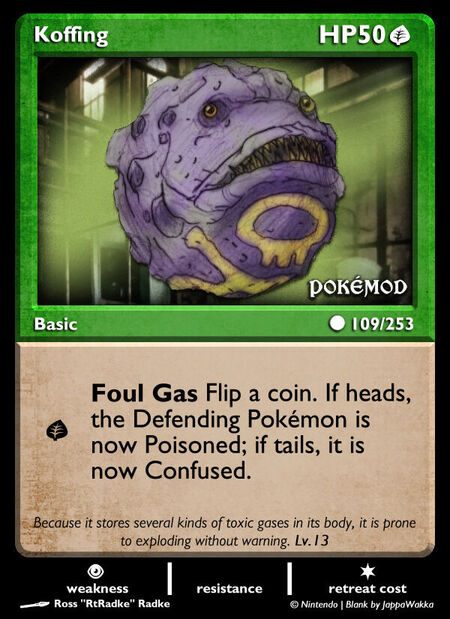 Koffing HP50
POKÉMOD
Basic 109/253
Foul Gas Flip a coin. If heads,
the Defending Pokémon is
now Poisoned; if tails, it is
now Confused.
Because it stores several kinds of toxic gases in its body, it is prone
to exploding without warning. Lv.13
weakness resistance retreat cost
Ross "RtRadke" Radke © Nintendo | Blank by JappaWakka